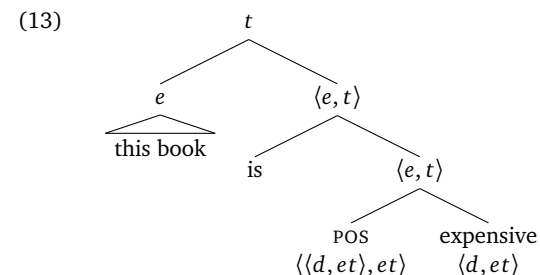 (13)
t
e
⟨e, t⟩
this book
is
⟨e, t⟩
POS
expensive
⟨⟨d, et⟩, et⟩
⟨d, et⟩